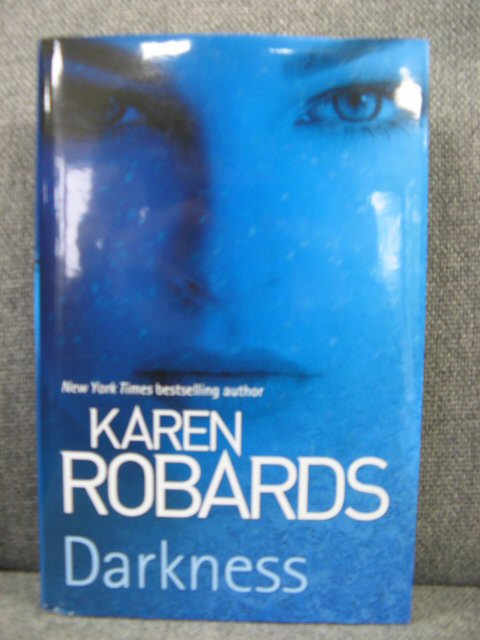 New York Times bestselling author
KAREN
ROBARDS
Darkness